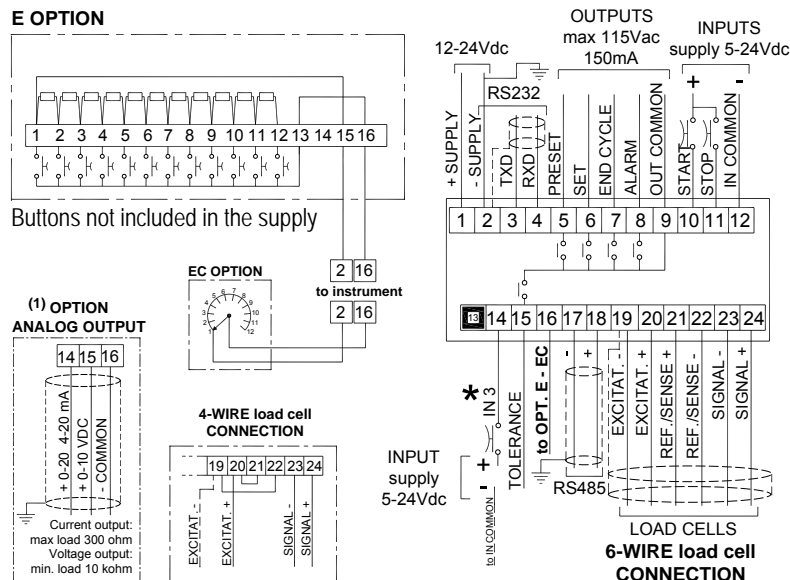 E OPTION
1 2 3 4 5 6 7 8 9 10 11 12 13 14 15 16
Buttons not included in the supply
EC OPTION
1 2 3 4 5 6 7 8 9 10 11 12
2 16
to instrument
2 16
(1) OPTION
ANALOG OUTPUT
14 15 16
+ 0-20 4-20 mA
+ 0-10 VDC
- COMMON
Current output:
max load 300 ohm
Voltage output:
min. load 10 kohm
4-WIRE load cell
CONNECTION
19 20 21 22 23 24
EXCITAT. -
EXCITAT. +
SIGNAL -
SIGNAL +
12-24Vdc
OUTPUTS
max 115Vac
150mA
INPUTS
supply 5-24Vdc
+ -
RS232
+ SUPPLY
- SUPPLY
TXD
RXD
PRESET
SET
END CYCLE
ALARM
OUT COMMON
START
STOP
IN COMMON
1 2 3 4 5 6 7 8 9 10 11 12
13 14 15 16 17 18 19 20 21 22 23 24
* IN 3
TOLERANCE
to OPT. E - EC
-
+
EXCITAT. -
EXCITAT. +
REF./SENSE +
REF./SENSE -
SIGNAL -
SIGNAL +
INPUT
supply
5-24Vdc
+
-
to IN COMMON
RS485
LOAD CELLS
6-WIRE load cell
CONNECTION